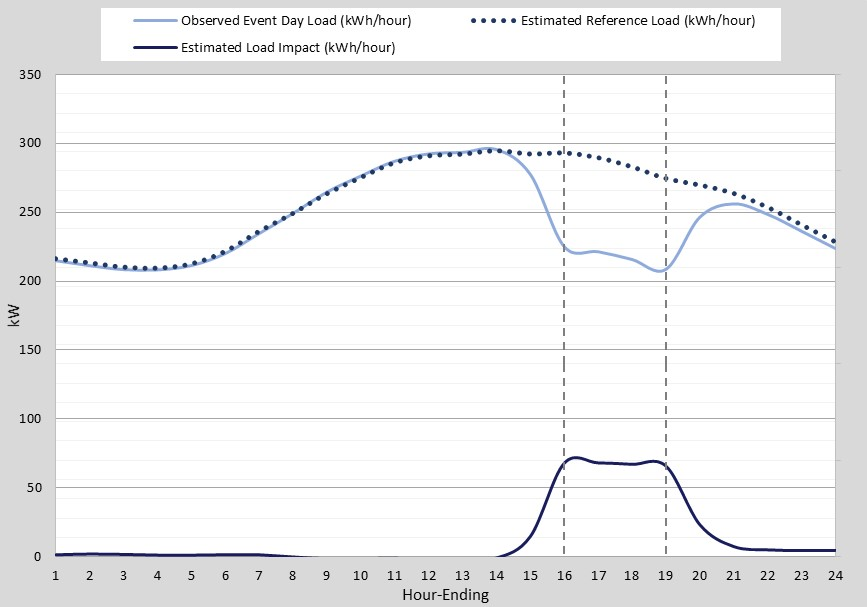 Observed Event Day Load (kWh/hour) Estimated Reference Load (kWh/hour)
Estimated Load Impact (kWh/hour)
350
300
250
200
150
100
50
0
kW
1 2 3 4 5 6 7 8 9 10 11 12 13 14 15 16 17 18 19 20 21 22 23 24
Hour-Ending